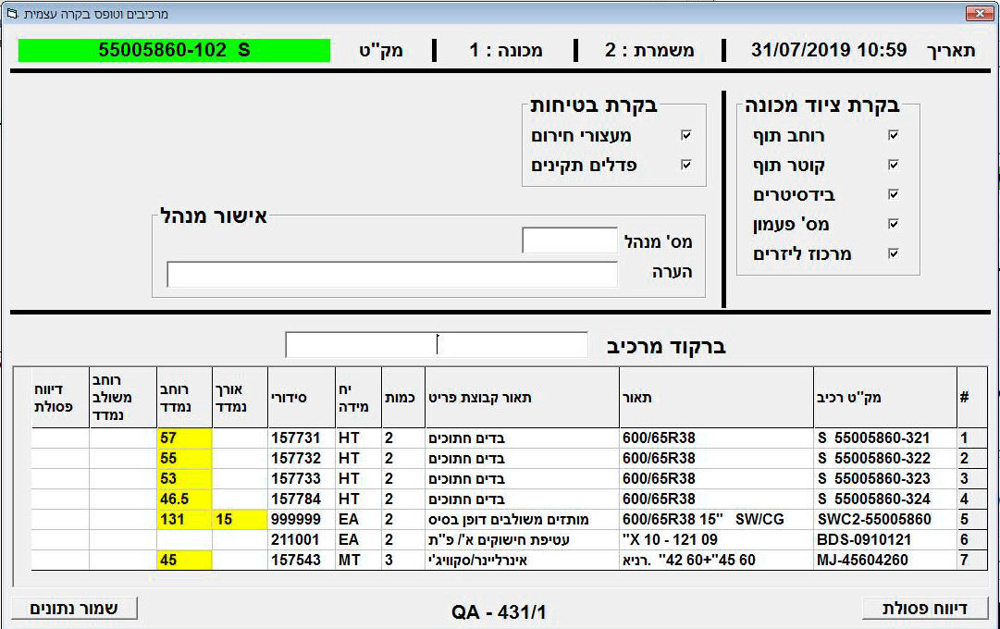 מרכיבים וטופס בקרה עצמית
תאריך 31/07/2019 10:59 משמרת : 2 מכונה : 1 מק"ט 55005860-102 S
בקרת ציוד מכונה
רוחב תוף
קוטר תוף
בידסיטרים
מס' פעמון
מרכוז ליזרים
בקרת בטיחות
מעצורי חירום
פדלים תקינים
אישור מנהל
מס' מנהל
הערה
ברקוד מרכיב
# מק"ט רכיב תאור תאור קבוצת פריט כמות יח מידה סידורי אורך נמדד רוחב נמדד רוחב משולב נמדד דיווח פסולת
1 S 55005860-321 600/65R38 בדים חתוכים 2 HT 157731 57
2 S 55005860-322 600/65R38 בדים חתוכים 2 HT 157732 55
3 S 55005860-323 600/65R38 בדים חתוכים 2 HT 157733 53
4 S 55005860-324 600/65R38 בדים חתוכים 2 HT 157784 46.5
5 SWC2-55005860 600/65R38 15" SW/CG מותדים משולבים דופן בסיס 2 EA 999999 15 131
6 BDS-0910121 "X 10 - 121 09 עטיפת חישוקים א'/ פ"ת 2 EA 211001
7 MJ-45604260 רניא. "42 60+"45 60 אינרליינר/סקוויג'י 3 MT 157543 45
דיווח פסולת
QA - 431/1
שמור נתונים